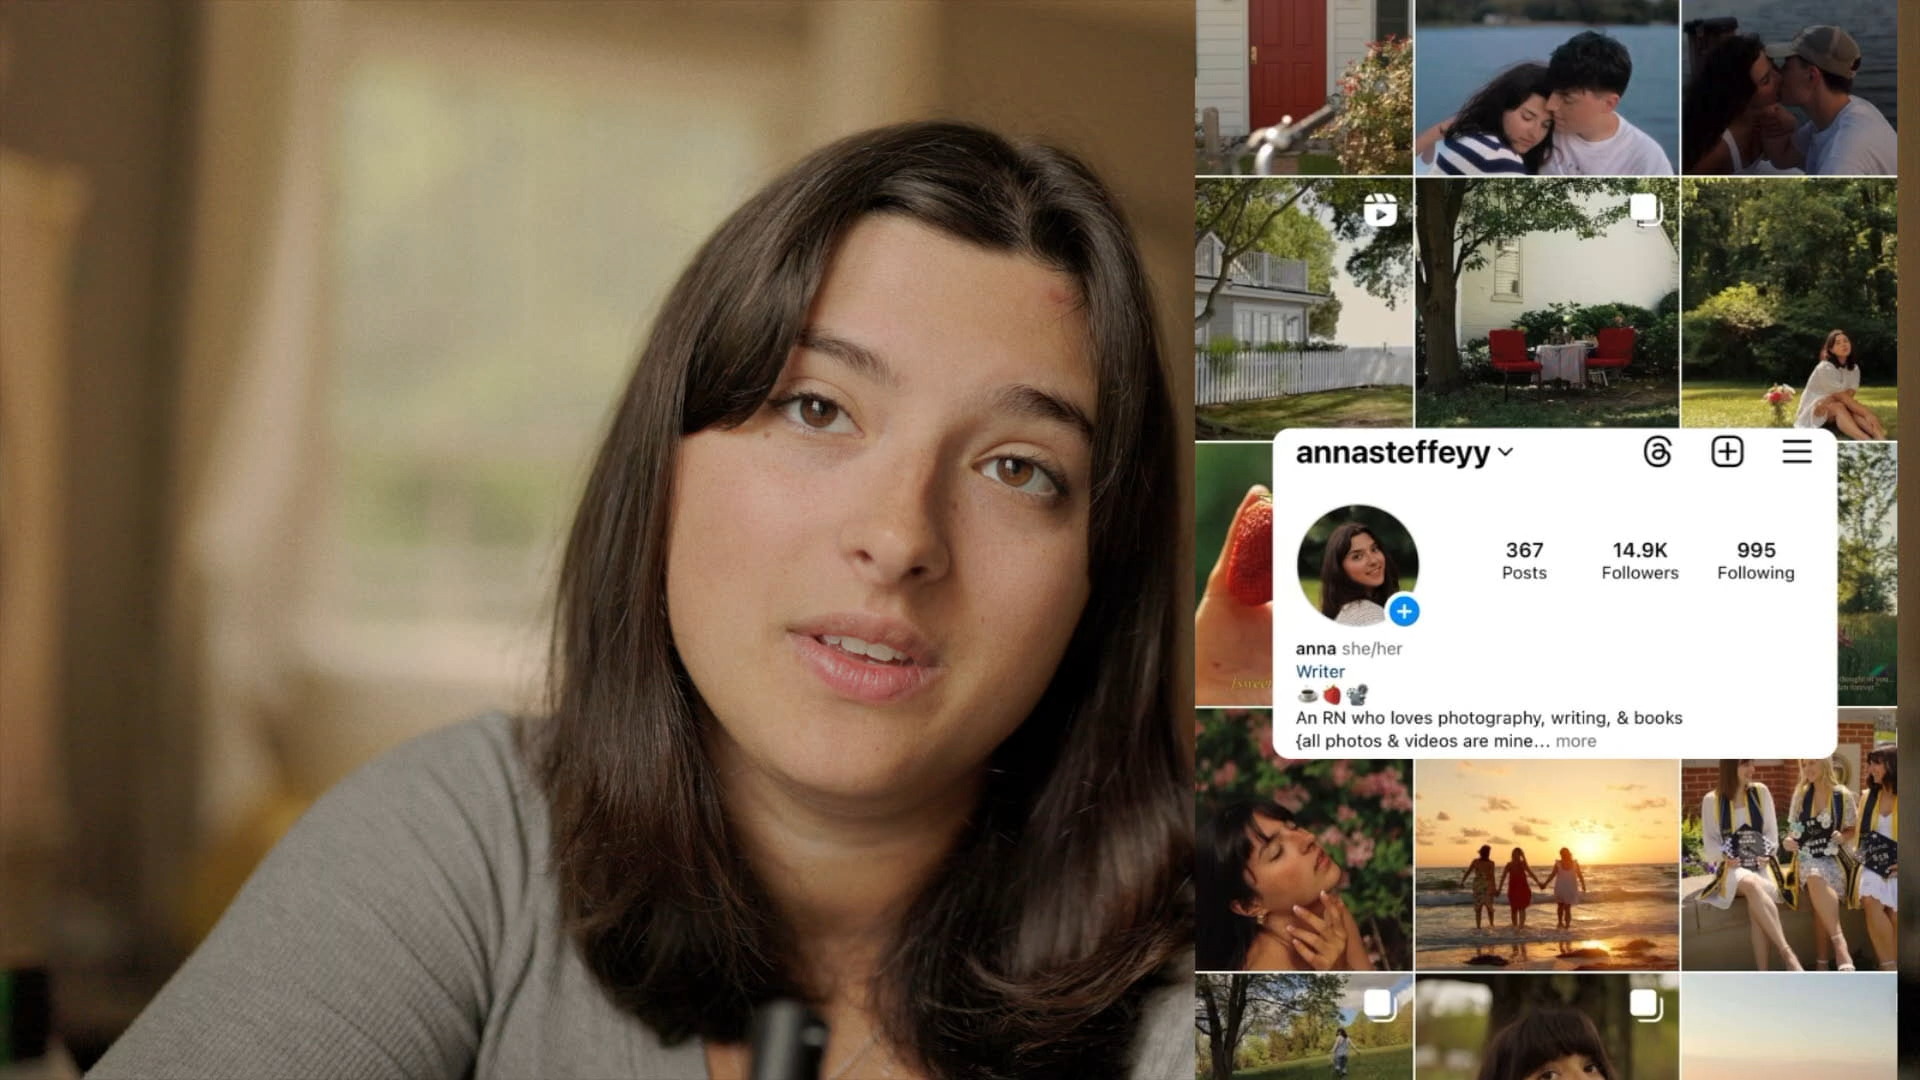 annasteffeyy
367
Posts
14.9K
Followers
995
Following
anna she/her
Writer
An RN who loves photography, writing, & books
{all photos & videos are mine... more